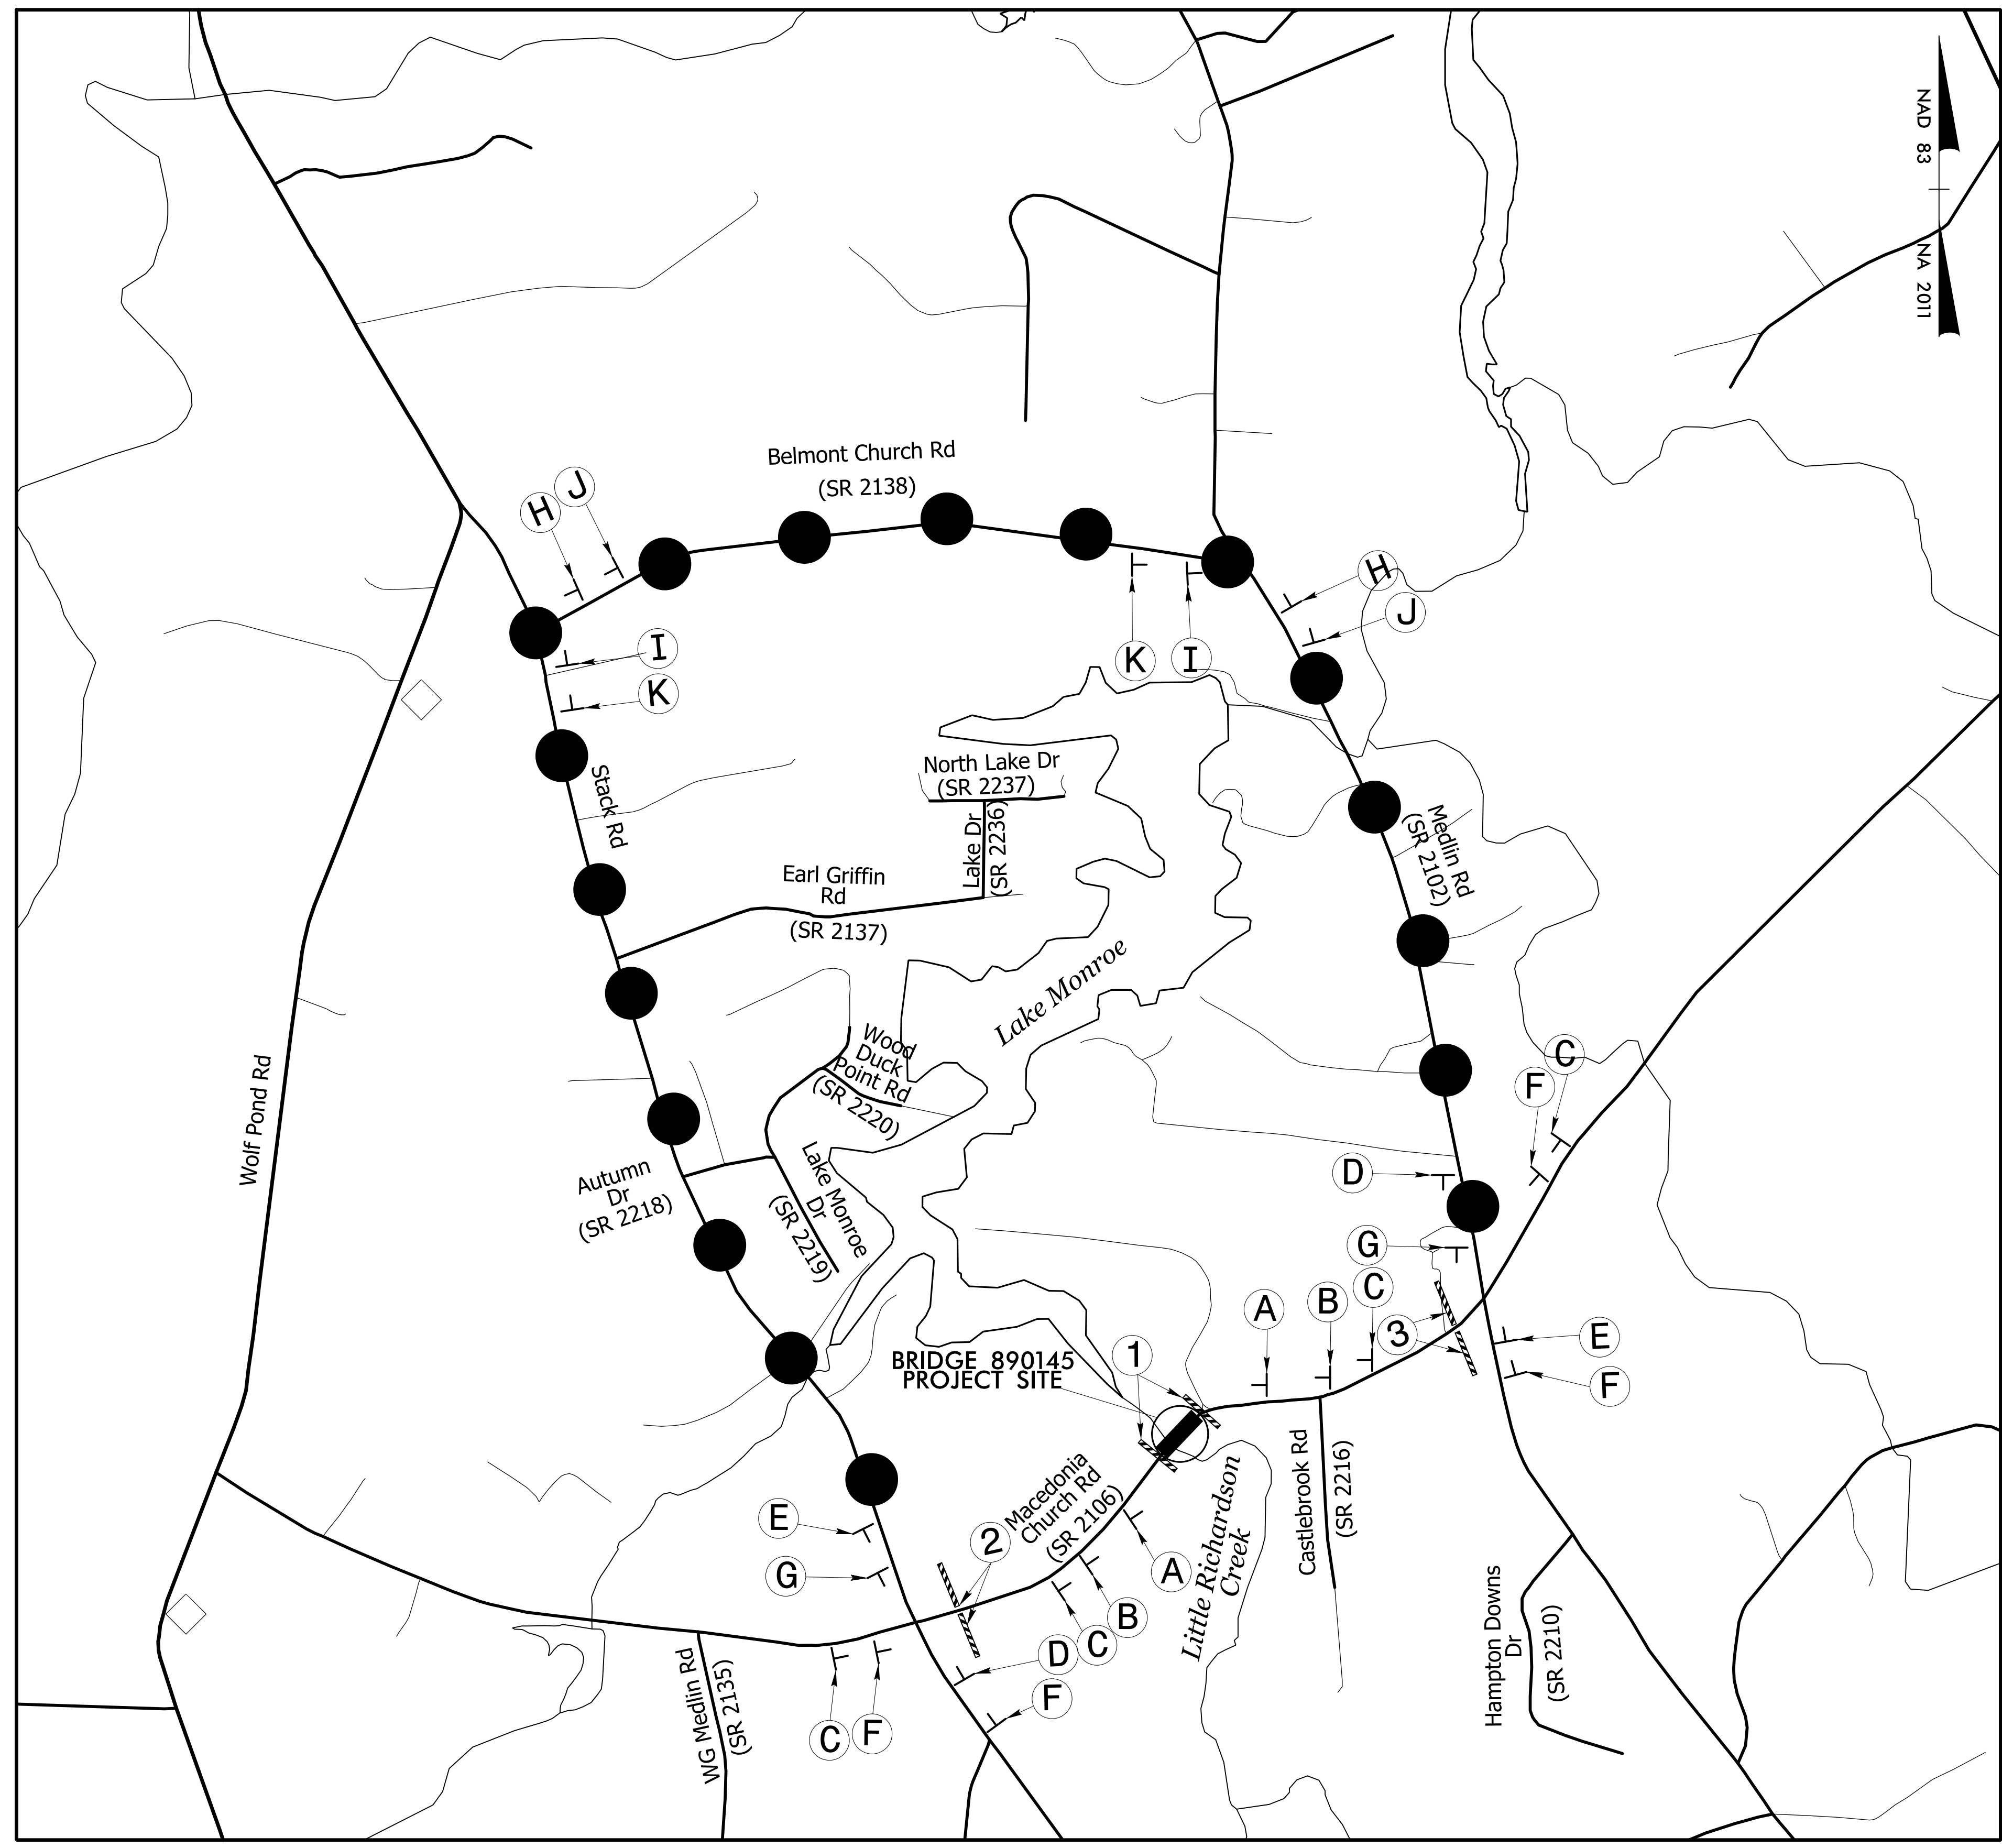 NAD 83
NA 2011
Belmont Church Rd
(SR 2138)
J
H
H
J
I
K
K
I
Stack Rd
North Lake Dr
(SR 2237)
Lake Dr
(SR 2236)
Medlin Rd
(SR 2102)
Earl Griffin
Rd
(SR 2137)
Lake Monroe
Wood
Duck
Point Rd
(SR 2220)
Wolf Pond Rd
Autumn
Dr
(SR 2218)
Lake Monroe
Dr
(SR 2219)
C
F
D
G
C
B
A
3
E
F
1
BRIDGE 890145
PROJECT SITE
Macedonia
Church Rd
(SR 2106)
Little Richardson
Creek
Castlebrook Rd
(SR 2216)
E
G
2
A
B
C
D
F
C
F
WG Medlin Rd
(SR 2135)
Hampton Downs
Dr
(SR 2210)